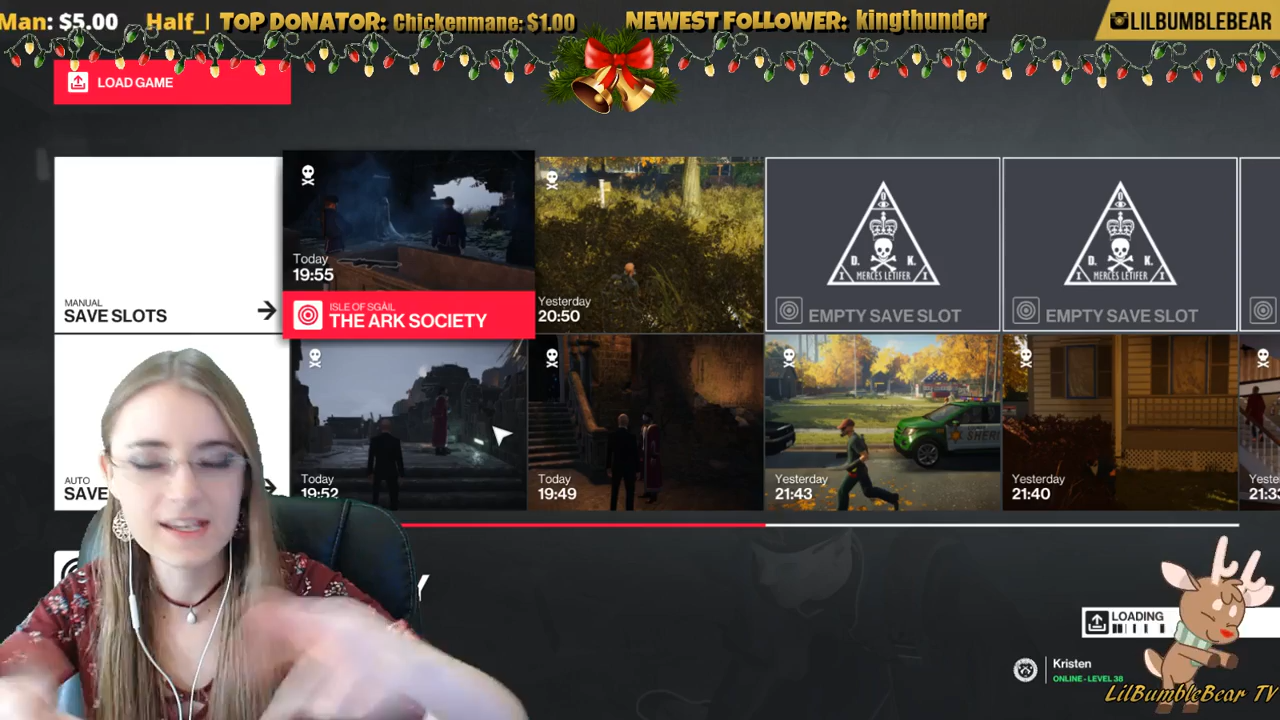 Man: $5.00 Half_ TOP DONATOR: Chickenmane: $1.00 NEWEST FOLLOWER: kingthunder LILBUMBLEBEAR
LOAD GAME
MANUAL
SAVE SLOTS
Today
19:55
ISLE OF SGÀIL
THE ARK SOCIETY
Yesterday
20:50
D. K.
MERCES LETIFER
EMPTY SAVE SLOT
D. K.
MERCES LETIFER
EMPTY SAVE SLOT
AUTO
SAVE
Today
19:52
Today
19:49
SHERI
Yesterday
21:43
Yesterday
21:40
Yeste
21:33
LOADING
Kristen
ONLINE - LEVEL 38
LilBumbleBear TV